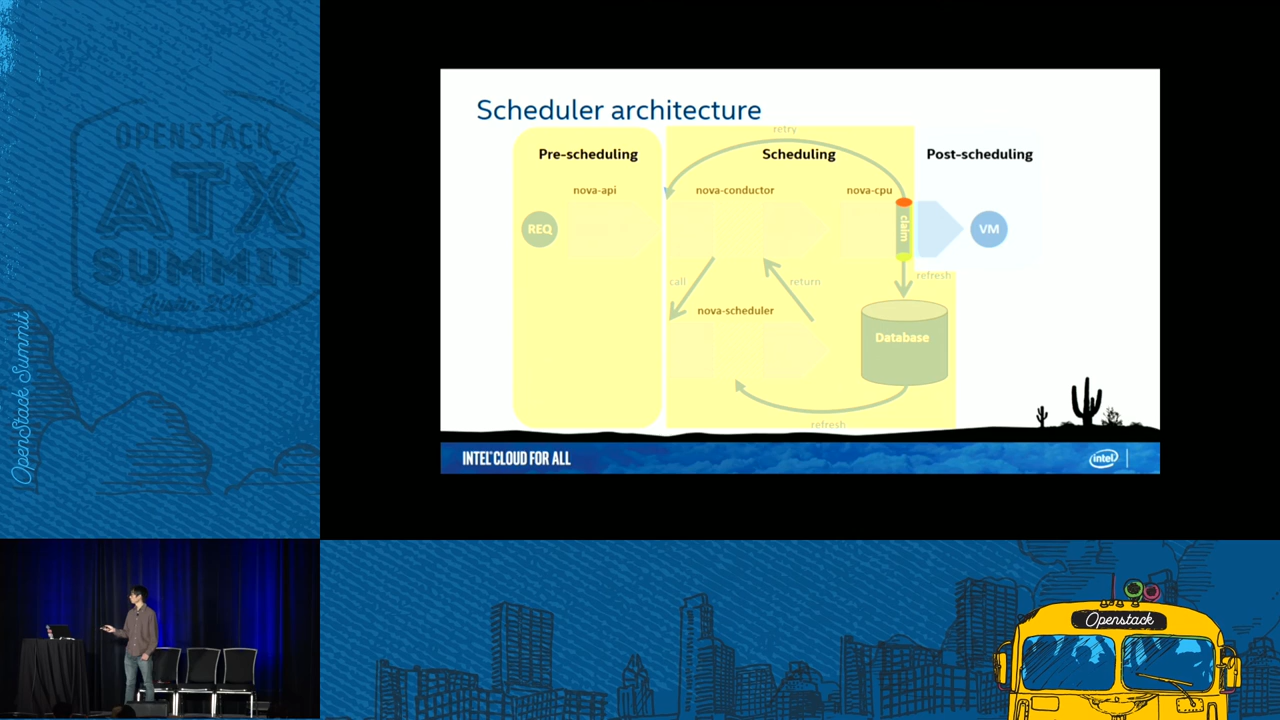 OPENSTACK
ATX
SUMMIT
OpenStack Summit
Scheduler architecture
retry
Pre-scheduling
Scheduling
Post-scheduling
nova-api
nova-conductor
nova-cpu
REQ
claim
VM
call
return
refresh
nova-scheduler
Database
refresh
INTEL® CLOUD FOR ALL
intel
Openstack